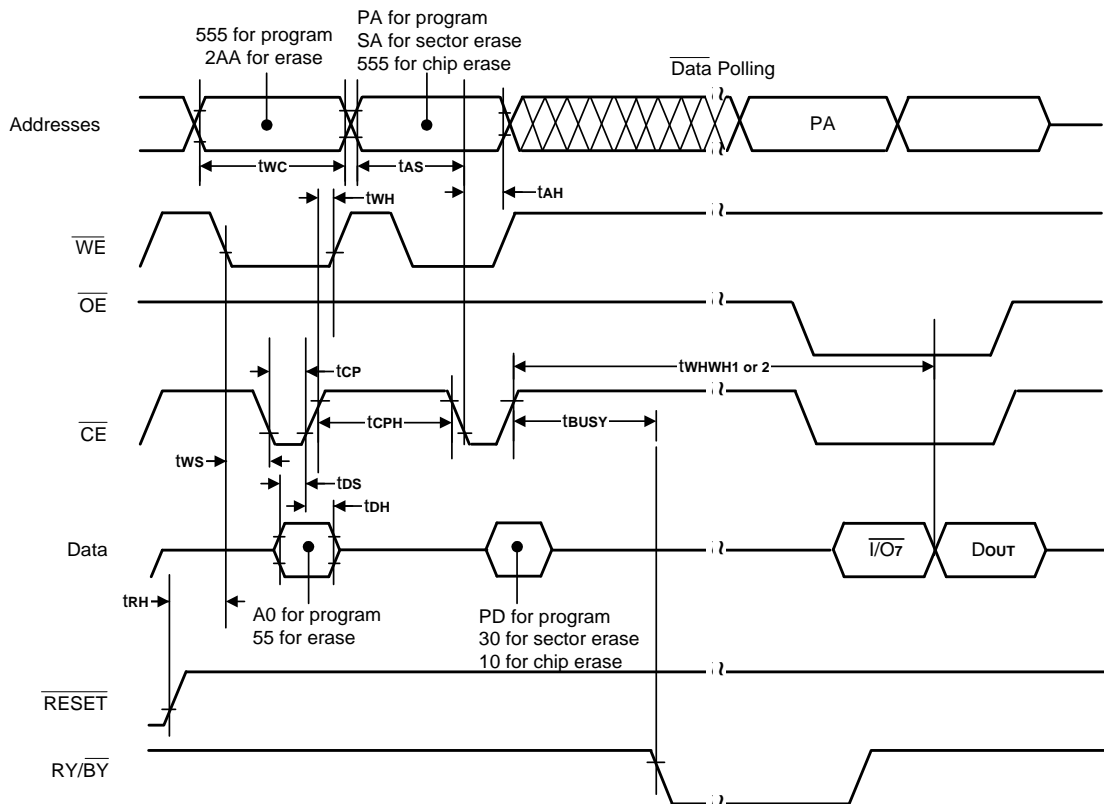 555 for program
2AA for erase
PA for program
SA for sector erase
555 for chip erase
Data Polling
Addresses
PA
tWC
tAS
tWH
tAH
WE
OE
tCP
tWHWH1 or 2
CE
tCPH
tBUSY
tWS
tDS
tDH
Data
I/O7
DOUT
tRH
A0 for program
55 for erase
PD for program
30 for sector erase
10 for chip erase
RESET
RY/BY